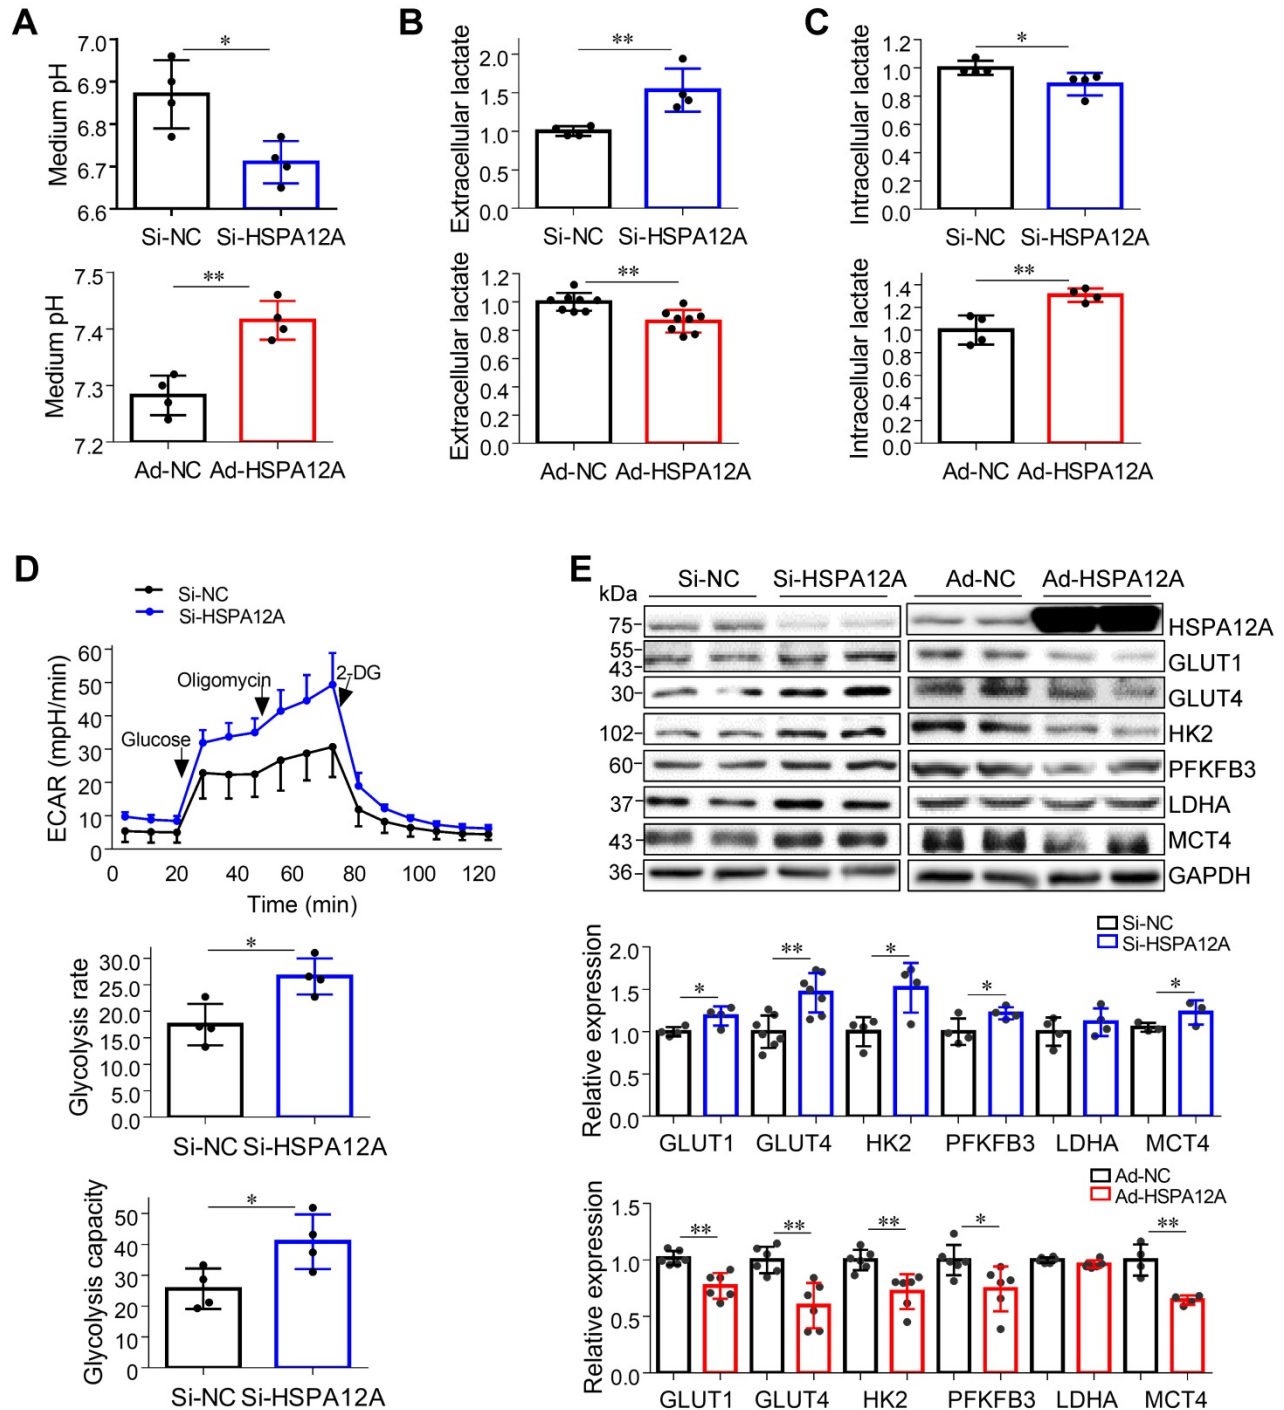 A
Medium pH
7.0
6.9
6.8
6.7
6.6
*
Si-NC Si-HSPA12A
Medium pH
7.5
7.4
7.3
7.2
**
Ad-NC Ad-HSPA12A
B
Extracellular lactate
2.0
1.5
1.0
0.5
0.0
**
Si-NC Si-HSPA12A
Extracellular lactate
1.2
1.0
0.8
0.6
0.4
0.2
0.0
**
Ad-NC Ad-HSPA12A
C
Intracellular lactate
1.2
1.0
0.8
0.6
0.4
0.2
0.0
*
Si-NC Si-HSPA12A
Intracellular lactate
1.4
1.2
1.0
0.8
0.6
0.4
0.2
0.0
**
Ad-NC Ad-HSPA12A
D
Si-NC
Si-HSPA12A
ECAR (mpH/min)
60
50
40
30
20
10
0
Glucose
Oligomycin
2-DG
0 20 40 60 80 100 120
Time (min)
Glycolysis rate
30.0
25.0
20.0
15.0
10.0
5.0
0.0
*
Si-NC Si-HSPA12A
Glycolysis capacity
50
40
30
20
10
0
*
Si-NC Si-HSPA12A
E
kDa
Si-NC Si-HSPA12A Ad-NC Ad-HSPA12A
75 HSPA12A
55
43 GLUT1
30 GLUT4
102 HK2
60 PFKFB3
37 LDHA
43 MCT4
36 GAPDH
Si-NC
Si-HSPA12A
Relative expression
2.0
1.5
1.0
0.5
0.0
* ** * * *
GLUT1 GLUT4 HK2 PFKFB3 LDHA MCT4
Ad-NC
Ad-HSPA12A
Relative expression
1.5
1.0
0.5
0.0
** ** ** * **
GLUT1 GLUT4 HK2 PFKFB3 LDHA MCT4